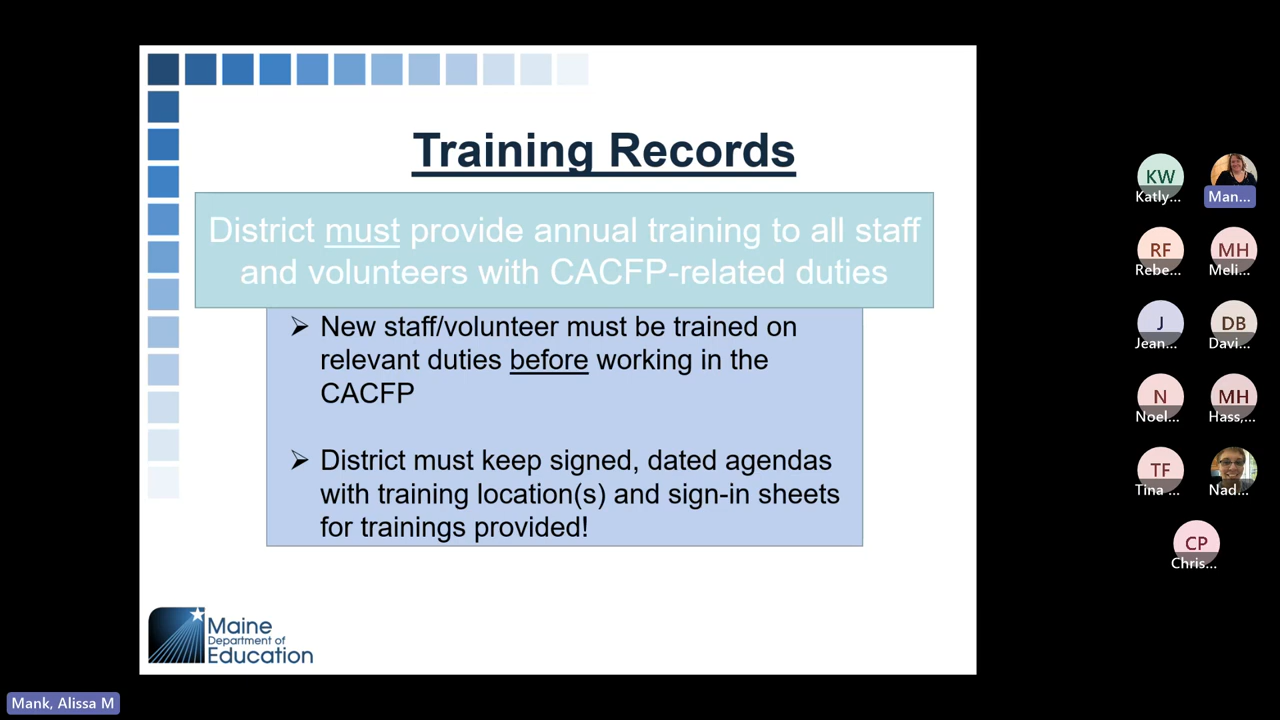 Training Records
District must provide annual training to all staff
and volunteers with CACFP-related duties
➢ New staff/volunteer must be trained on
relevant duties before working in the
CACFP
➢ District must keep signed, dated agendas
with training location(s) and sign-in sheets
for trainings provided!
Maine
Department of
Education
KW
Katly...
Man...
RF
Rebe...
MH
Meli...
J
Jean...
DB
Davi...
N
Noel...
MH
Hass,...
TF
Tina ...
Nad...
CP
Chris...
Mank, Alissa M